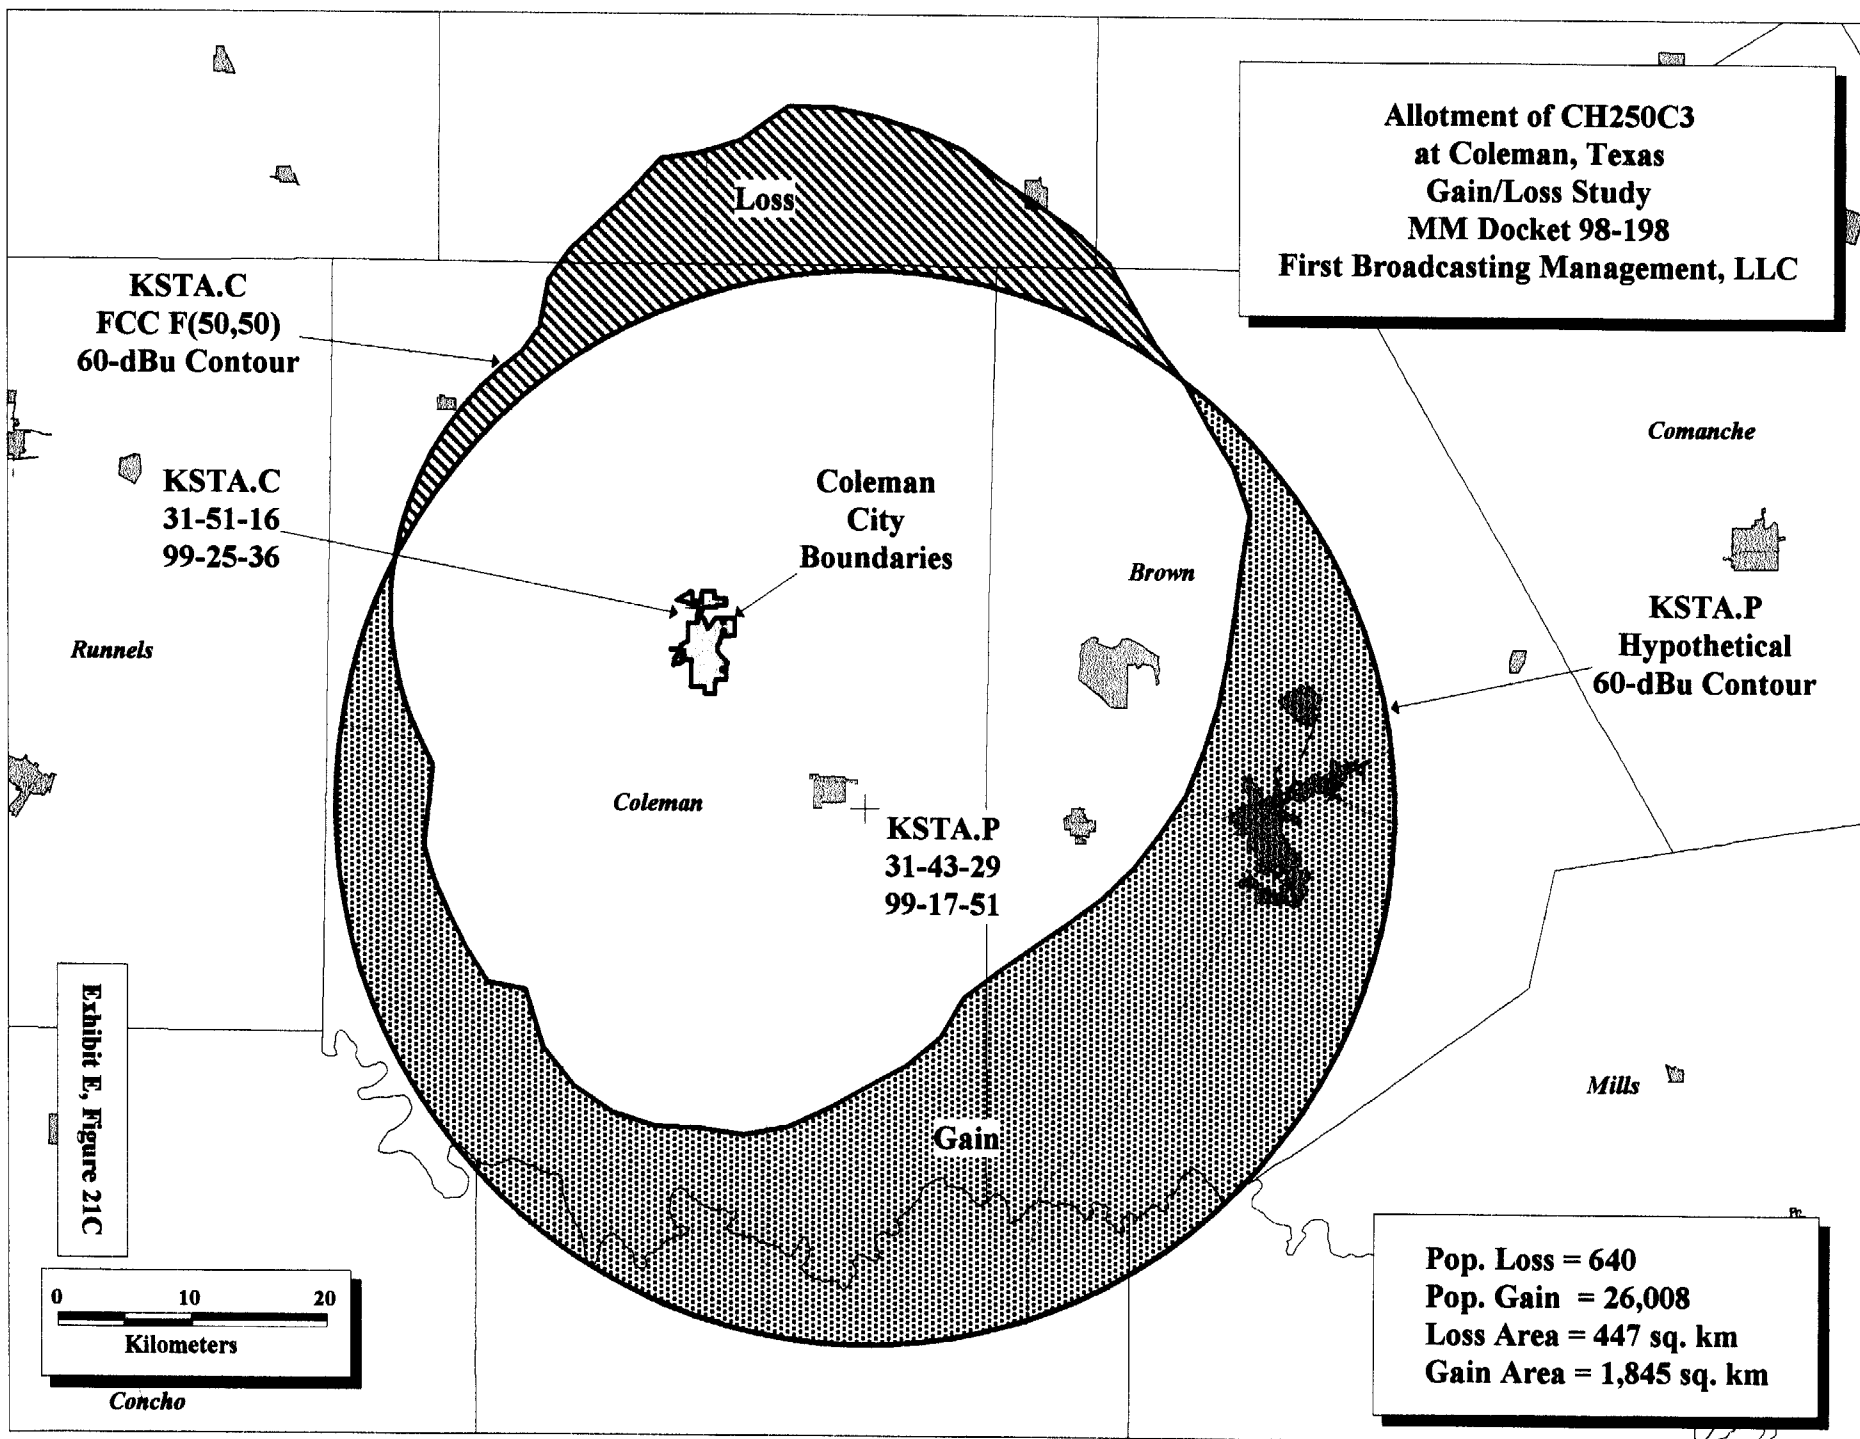 Allotment of CH250C3
at Coleman, Texas
Gain/Loss Study
MM Docket 98-198
First Broadcasting Management, LLC
Loss
KSTA.C
FCC F(50,50)
60-dBu Contour
KSTA.C
31-51-16
99-25-36
Coleman
City
Boundaries
Comanche
Brown
KSTA.P
Hypothetical
60-dBu Contour
Runnels
Coleman
KSTA.P
31-43-29
99-17-51
Exhibit E, Figure 21C
Mills
Gain
0 10 20
Kilometers
Concho
Pop. Loss = 640
Pop. Gain = 26,008
Loss Area = 447 sq. km
Gain Area = 1,845 sq. km